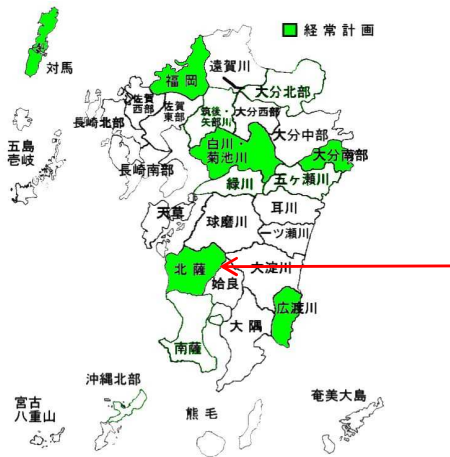 経常計画
対馬
福岡
遠賀川
大分北部
佐賀
西部
佐賀
東部
筑後・
矢部川
大分西部
長崎北部
大分中部
五島
壱岐
白川・
菊池川
大分南部
長崎南部
緑川
五ヶ瀬川
天草
球磨川
耳川
一ツ瀬川
北薩
大淀川
姶良
広渡川
大隅
南薩
沖縄北部
宮古
八重山
熊毛
奄美大島